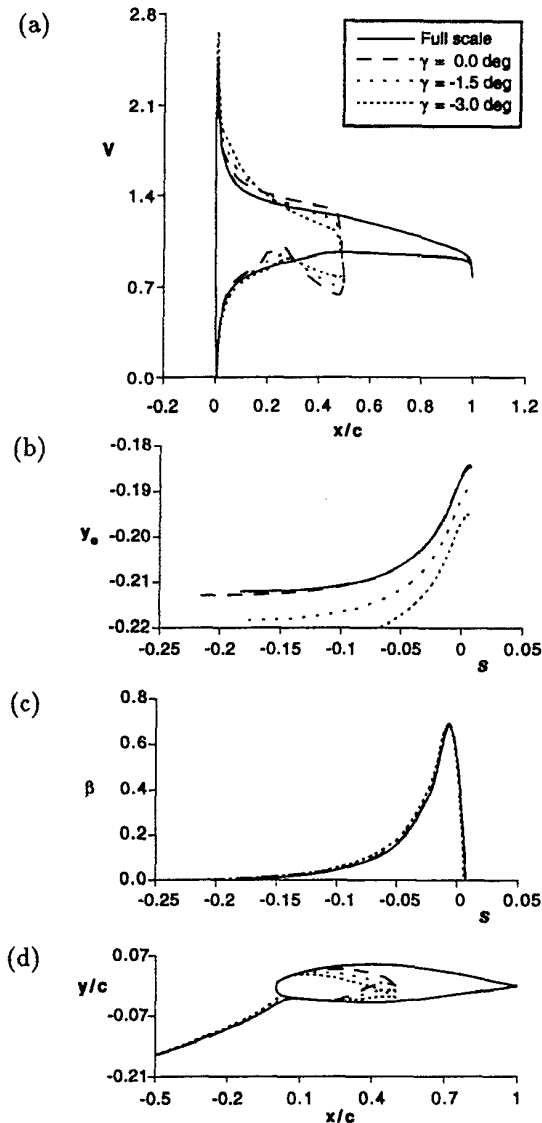 (a)
2.8
2.1
V
1.4
0.7
0.0
-0.2 0 0.2 0.4 0.6 0.8 1 1.2
x/c
Full scale
γ = 0.0 deg
γ = -1.5 deg
γ = -3.0 deg
(b)
-0.18
-0.19
y_o -0.20
-0.21
-0.22
-0.25 -0.2 -0.15 -0.1 -0.05 0 0.05
s
(c)
0.8
0.6
β 0.4
0.2
0.0
-0.25 -0.2 -0.15 -0.1 -0.05 0 0.05
s
(d)
0.07
y/c
-0.07
-0.21
-0.5 -0.2 0.1 0.4 0.7 1
x/c